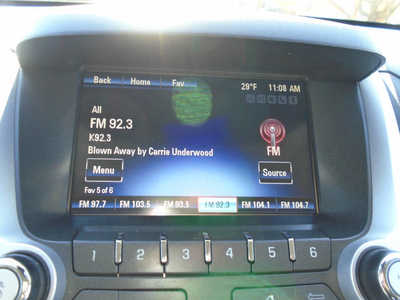 Back Home Fav 29°F 11:08 AM
All
FM 92.3
K92.3
Blown Away by Carrie Underwood
FM
Menu
Source
Fav 5 of 6
FM 97.7 FM 103.5 FM 93.5 FM 92.3 FM 104.1 FM 104.7
1 2 3 4 5 6